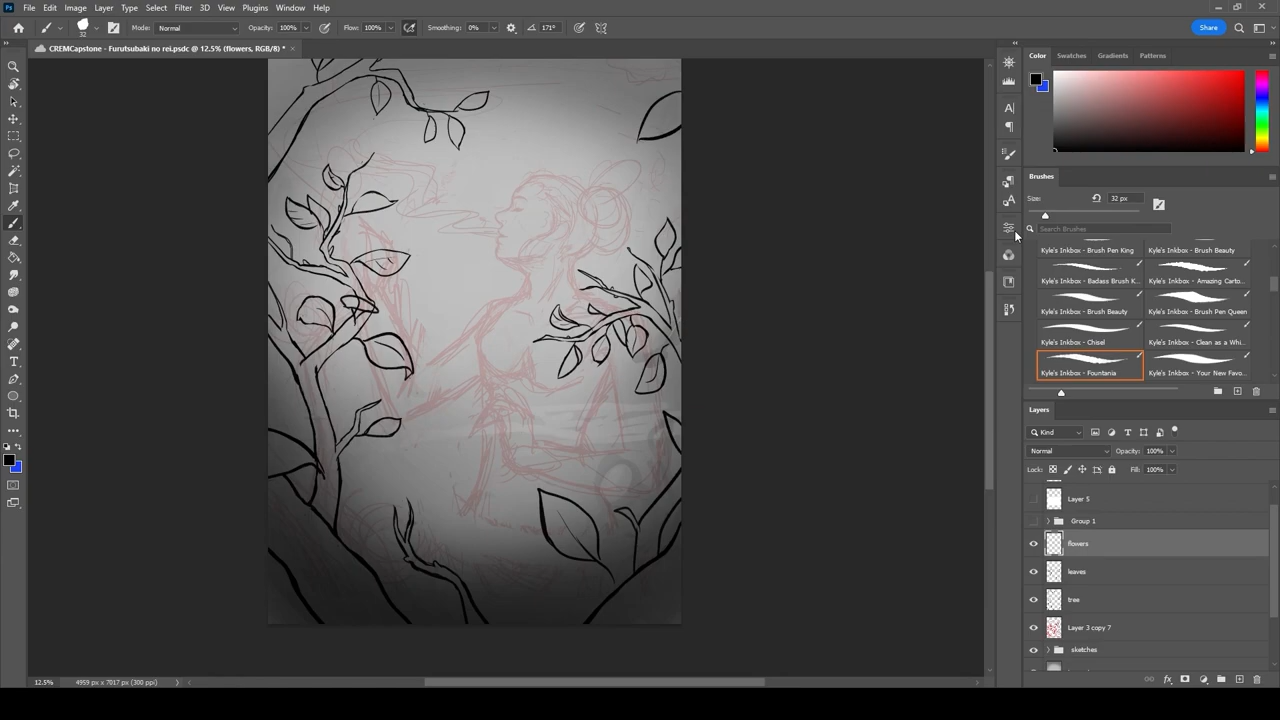 Ps File Edit Image Layer Type Select Filter 3D View Plugins Window Help
32 Mode: Normal Opacity: 100% Flow: 100% Smoothing: 0% 171° Share
CREMCapstone - Furutsubaki no rei.psdc @ 12.5% (flowers, RGB/8) *
Color Swatches Gradients Patterns
Brushes
Size: 32 px
Search Brushes
Kyle's Inkbox - Brush Pen King Kyle's Inkbox - Brush Beauty
Kyle's Inkbox - Badass Brush K... Kyle's Inkbox - Amazing Carto...
Kyle's Inkbox - Brush Beauty Kyle's Inkbox - Brush Pen Queen
Kyle's Inkbox - Chisel Kyle's Inkbox - Clean as a Whi...
Kyle's Inkbox - Fountania Kyle's Inkbox - Your New Favo...
Layers
Kind
Normal Opacity: 100%
Lock: Fill: 100%
Layer 5
Group 1
flowers
leaves
tree
Layer 3 copy 7
sketches
12.5% 4959 px x 7017 px (300 ppi)